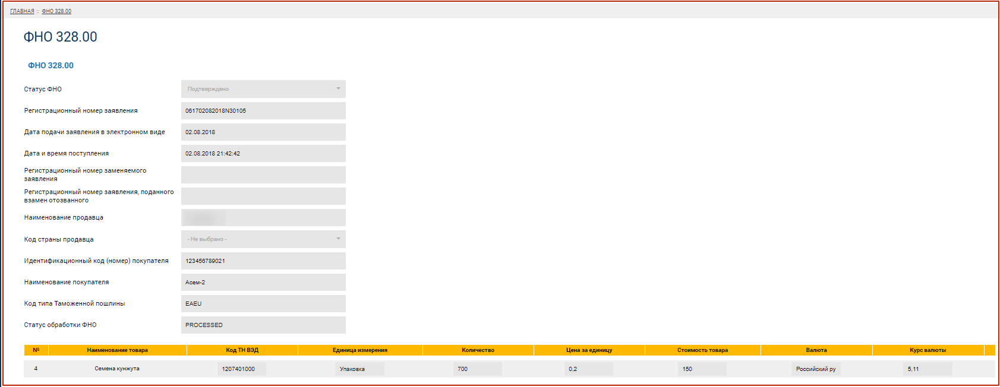 ГЛАВНАЯ :: ФНО 328.00
ФНО 328.00
ФНО 328.00
Статус ФНО Подтверждено
Регистрационный номер заявления 061702082018N30105
Дата подачи заявления в электронном виде 02.08.2018
Дата и время поступления 02.08.2018 21:42:42
Регистрационный номер заменяемого
заявления
Регистрационный номер заявления, поданного
взамен отозванного
Наименование продавца
Код страны продавца - Не выбрано -
Идентификационный код (номер) покупателя 123456789021
Наименование покупателя Асем-2
Код типа Таможенной пошлины EAEU
Статус обработки ФНО PROCESSED
№ Наименование товара Код ТН ВЭД Единица измерения Количество Цена за единицу Стоимость товара Валюта Курс валюты
4 Семена кунжута 1207401000 Упаковка 700 0,2 150 Российский ру 5,11